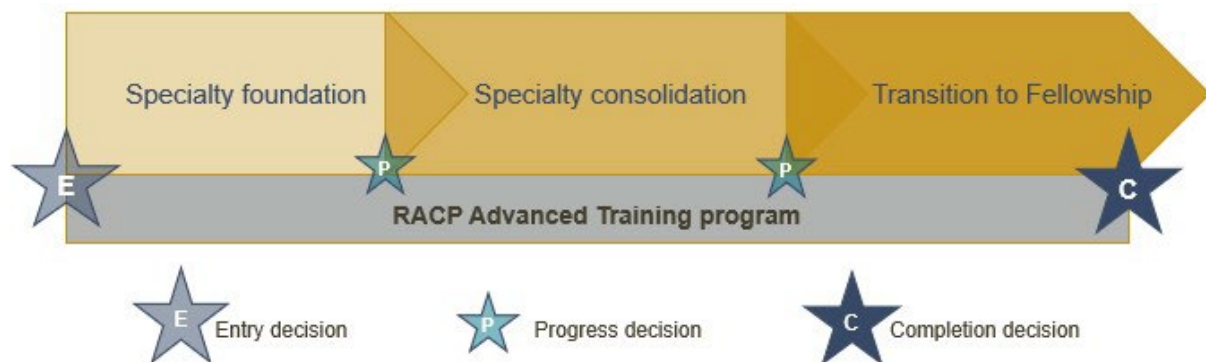 Specialty foundation
Specialty consolidation
Transition to Fellowship
E
P
P
C
RACP Advanced Training program
E Entry decision
P Progress decision
C Completion decision